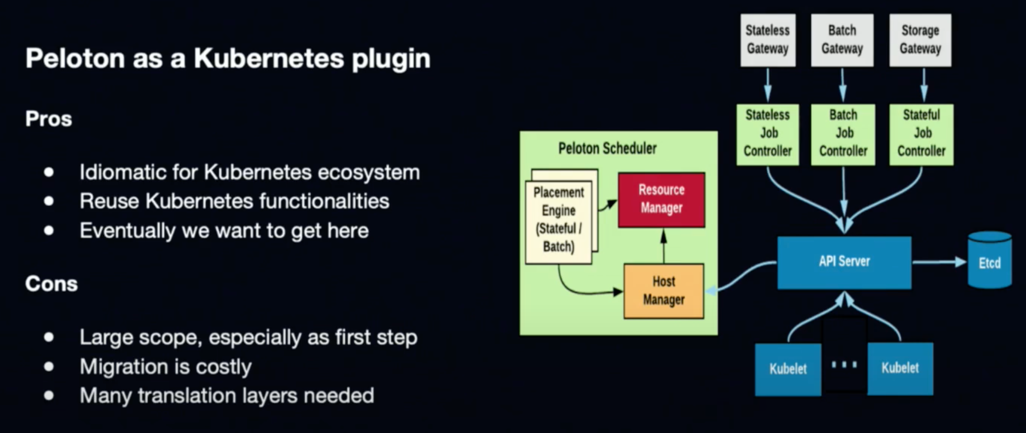 Peloton as a Kubernetes plugin
Pros
● Idiomatic for Kubernetes ecosystem
● Reuse Kubernetes functionalities
● Eventually we want to get here
Cons
● Large scope, especially as first step
● Migration is costly
● Many translation layers needed
Stateless
Gateway
Batch
Gateway
Storage
Gateway
Stateless
Job
Controller
Batch
Job
Controller
Stateful
Job
Controller
Peloton Scheduler
Placement
Engine
(Stateful /
Batch)
Resource
Manager
Host
Manager
API Server
Etcd
Kubelet
...
Kubelet